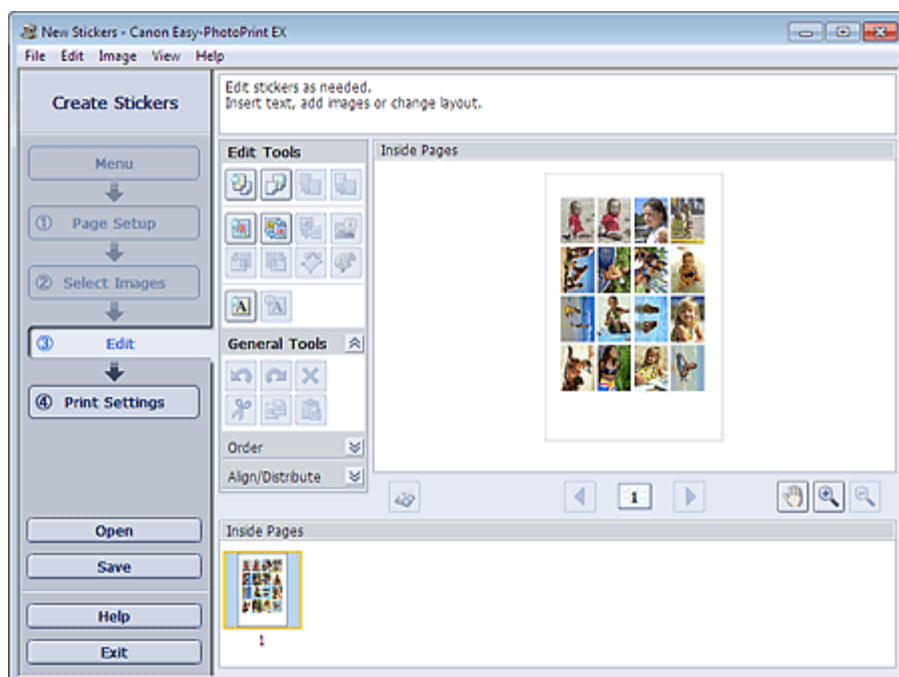 New Stickers - Canon Easy-PhotoPrint EX
File Edit Image View Help
Create Stickers
Edit stickers as needed.
Insert text, add images or change layout.
Menu
① Page Setup
② Select Images
③ Edit
④ Print Settings
Open
Save
Help
Exit
Edit Tools
A A
General Tools
Order
Align/Distribute
Inside Pages
1
Inside Pages
1